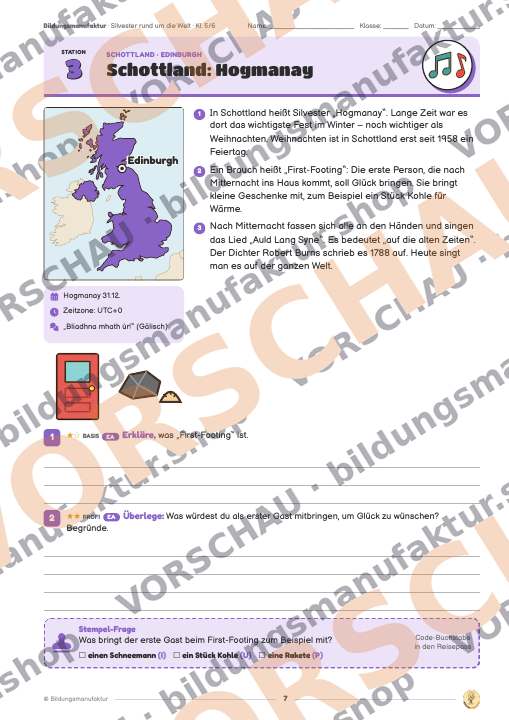 Bildungsmanufaktur · Silvester rund um die Welt · Kl. 5/6 Name: Klasse: Datum:
STATION
3
SCHOTTLAND · EDINBURGH
Schottland: Hogmanay
Edinburgh
Hogmanay 31.12.
Zeitzone: UTC+0
„Bliadhna mhath ùr!“ (Gälisch)
1 In Schottland heißt Silvester „Hogmanay“. Lange Zeit war es
dort das wichtigste Fest im Winter – noch wichtiger als
Weihnachten. Weihnachten ist in Schottland erst seit 1958 ein
Feiertag.
2 Ein Brauch heißt „First-Footing“: Die erste Person, die nach
Mitternacht ins Haus kommt, soll Glück bringen. Sie bringt
kleine Geschenke mit, zum Beispiel ein Stück Kohle für
Wärme.
3 Nach Mitternacht fassen sich alle an den Händen und singen
das Lied „Auld Lang Syne“. Es bedeutet „auf die alten Zeiten“.
Der Dichter Robert Burns schrieb es 1788 auf. Heute singt
man es auf der ganzen Welt.
1 ★ BASIS EA Erkläre, was „First-Footing“ ist.
2 ★★ PROFI EA Überlege: Was würdest du als erster Gast mitbringen, um Glück zu wünschen?
Begründe.
Stempel-Frage
Was bringt der erste Gast beim First-Footing zum Beispiel mit?
☐ einen Schneemann (I) ☐ ein Stück Kohle (U) ☐ eine Rakete (P)
Code-Buchstabe
in den Reisepass
© Bildungsmanufaktur
7
VORSCHAU · bildungsmanufaktur.shop